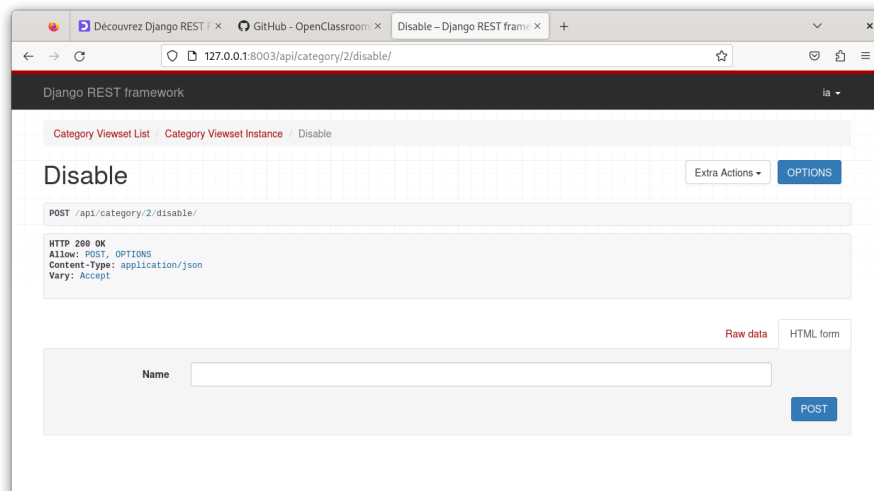 Découvrez Django REST F
GitHub - OpenClassroom
Disable – Django REST frame
127.0.0.1:8003/api/category/2/disable/
Django REST framework
ia
Category Viewset List / Category Viewset Instance / Disable
Disable
Extra Actions
OPTIONS
POST /api/category/2/disable/
HTTP 200 OK
Allow: POST, OPTIONS
Content-Type: application/json
Vary: Accept
Raw data
HTML form
Name
POST